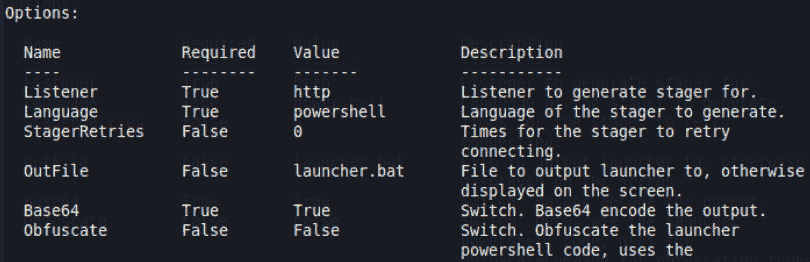 Options:
Name Required Value Description
---- -------- ------- -----------
Listener True http Listener to generate stager for.
Language True powershell Language of the stager to generate.
StagerRetries False 0 Times for the stager to retry
connecting.
OutFile False launcher.bat File to output launcher to, otherwise
displayed on the screen.
Base64 True True Switch. Base64 encode the output.
Obfuscate False False Switch. Obfuscate the launcher
powershell code, uses the